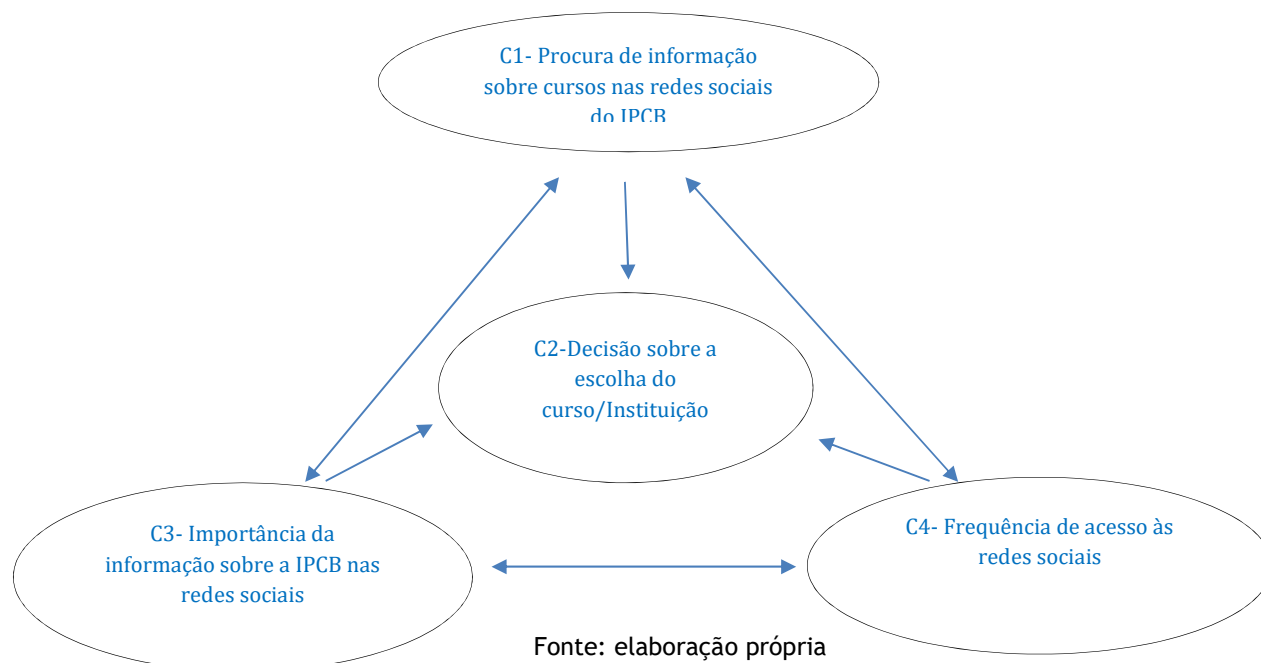 C1- Procura de informação
sobre cursos nas redes sociais
do IPCB
C2-Decisão sobre a
escolha do
curso/Instituição
C3- Importância da
informação sobre a IPCB nas
redes sociais
C4- Frequência de acesso às
redes sociais
Fonte: elaboração própria